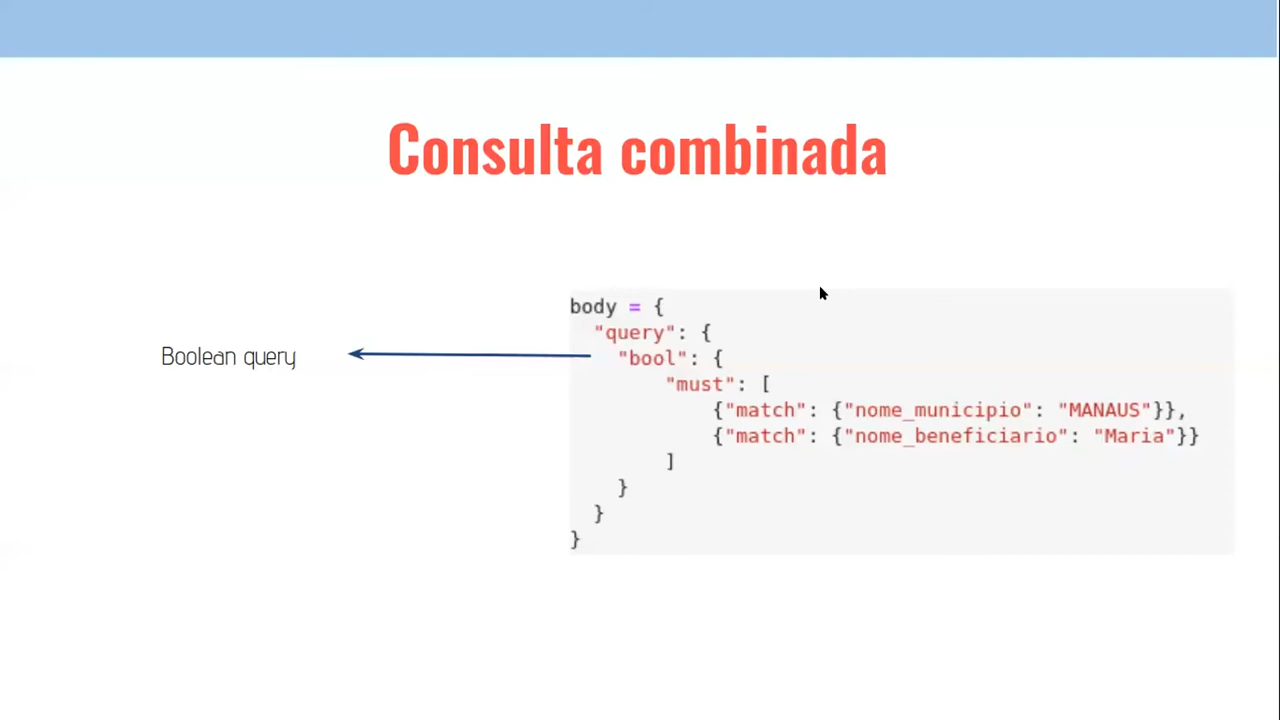 Consulta combinada
Boolean query
body = {
  "query": {
    "bool": {
        "must": [
            {"match": {"nome_municipio": "MANAUS"}},
            {"match": {"nome_beneficiario": "Maria"}}
        ]
    }
  }
}